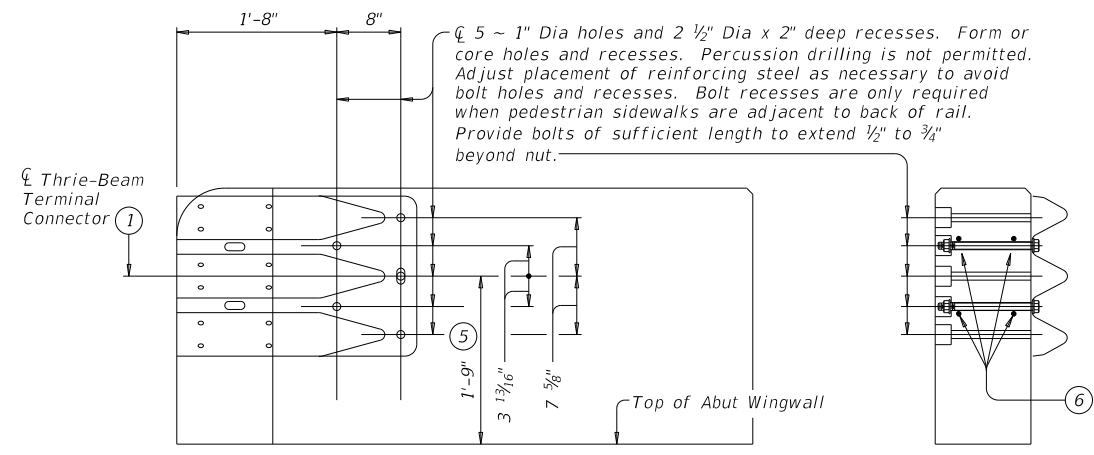 1'-8"
8"
℄ 5 ~ 1" Dia holes and 2 ½" Dia x 2" deep recesses. Form or
core holes and recesses. Percussion drilling is not permitted.
Adjust placement of reinforcing steel as necessary to avoid
bolt holes and recesses. Bolt recesses are only required
when pedestrian sidewalks are adjacent to back of rail.
Provide bolts of sufficient length to extend ½" to ¾"
beyond nut.
℄ Thrie-Beam
Terminal
Connector 1
5
1'-9"
3 13/16"
7 5/8"
Top of Abut Wingwall
6